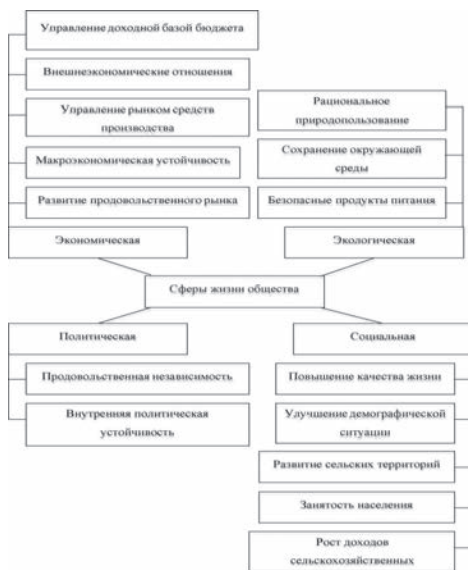 Управление доходной базой бюджета
Внешнеэкономические отношения
Управление рынком средств
производства
Макроэкономическая устойчивость
Развитие продовольственного рынка
Экономическая
Рациональное
природопользование
Сохранение окружающей
среды
Безопасные продукты питания
Экологическая
Сферы жизни общества
Политическая
Продовольственная независимость
Внутренняя политическая
устойчивость
Социальная
Повышение качества жизни
Улучшение демографической
ситуации
Развитие сельских территорий
Занятость населения
Рост доходов
сельскохозяйственных